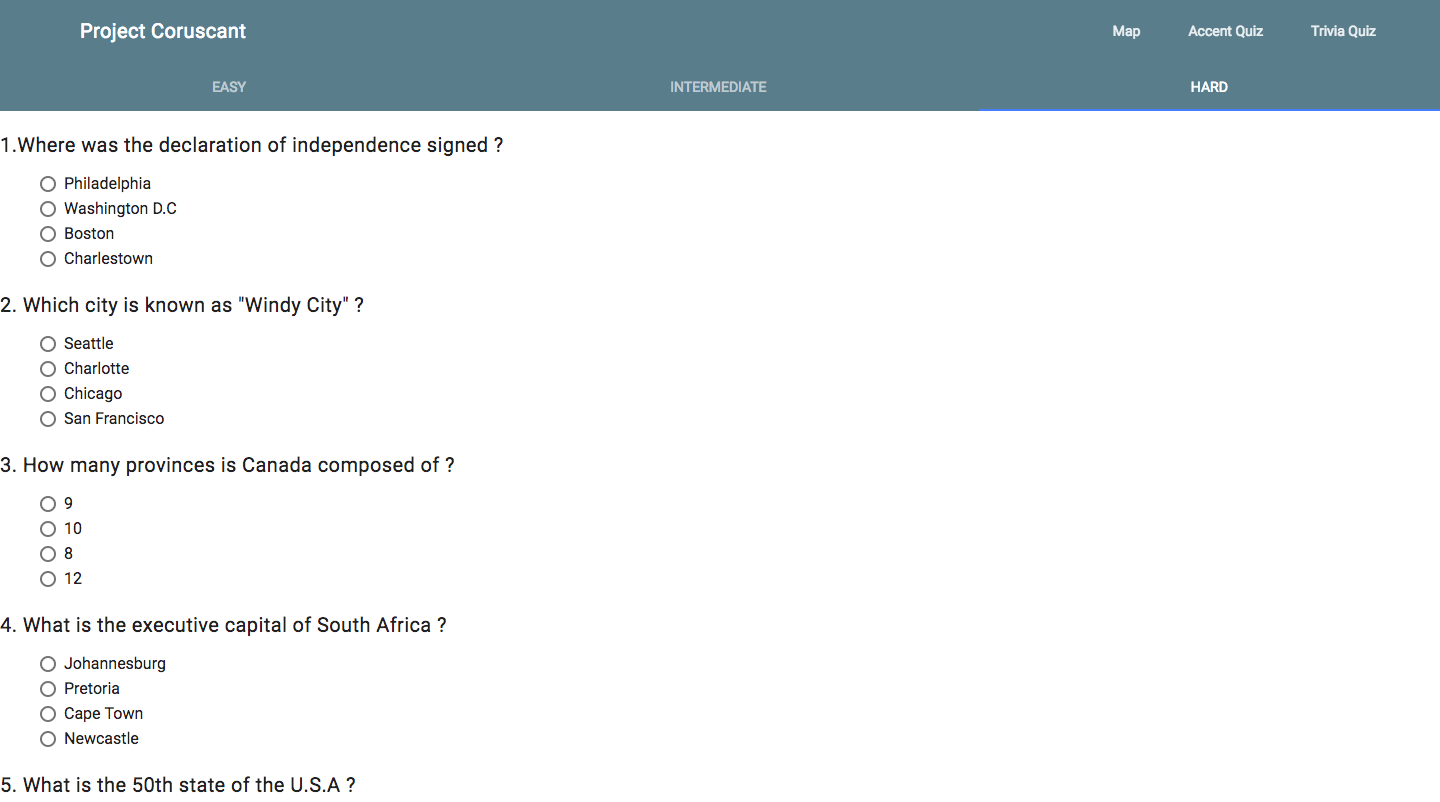 Project Coruscant
Map
Accent Quiz
Trivia Quiz
EASY
INTERMEDIATE
HARD
1.Where was the declaration of independence signed ?
Philadelphia
Washington D.C
Boston
Charlestown
2. Which city is known as "Windy City" ?
Seattle
Charlotte
Chicago
San Francisco
3. How many provinces is Canada composed of ?
9
10
8
12
4. What is the executive capital of South Africa ?
Johannesburg
Pretoria
Cape Town
Newcastle
5. What is the 50th state of the U.S.A ?